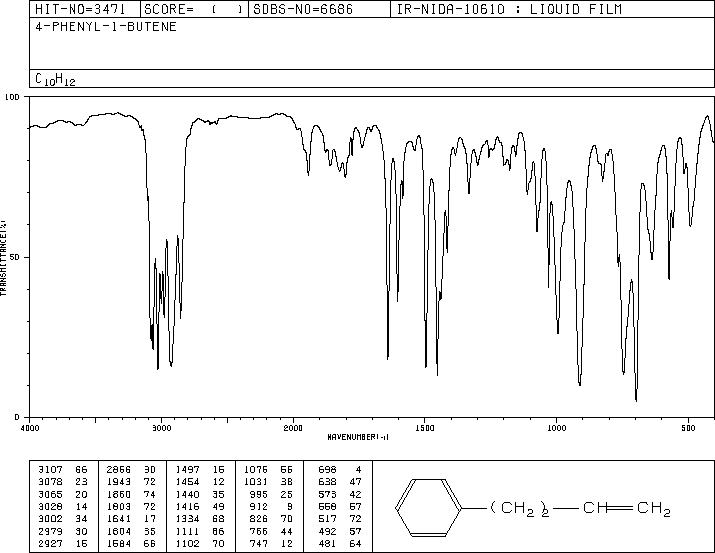 HIT-NO=3471 SCORE= ( ) SDBS-NO=6686 IR-NIDA-10610 : LIQUID FILM
4-PHENYL-1-BUTENE
C10H12
100
50
0
TRANSMITTANCE(%)
4000 3000 2000 1500 1000 500
WAVENUMBER(-1)
3107 66 2866 30 1497 15 1076 55 698 4
3078 23 1943 72 1454 12 1031 38 638 47
3065 20 1860 74 1440 35 995 25 573 42
3028 14 1803 72 1416 49 912 9 558 57
3002 34 1641 17 1334 68 826 70 517 72
2979 30 1604 35 1111 86 766 44 492 57
2927 15 1584 66 1102 70 747 12 481 64
(CH2)2 CH CH2